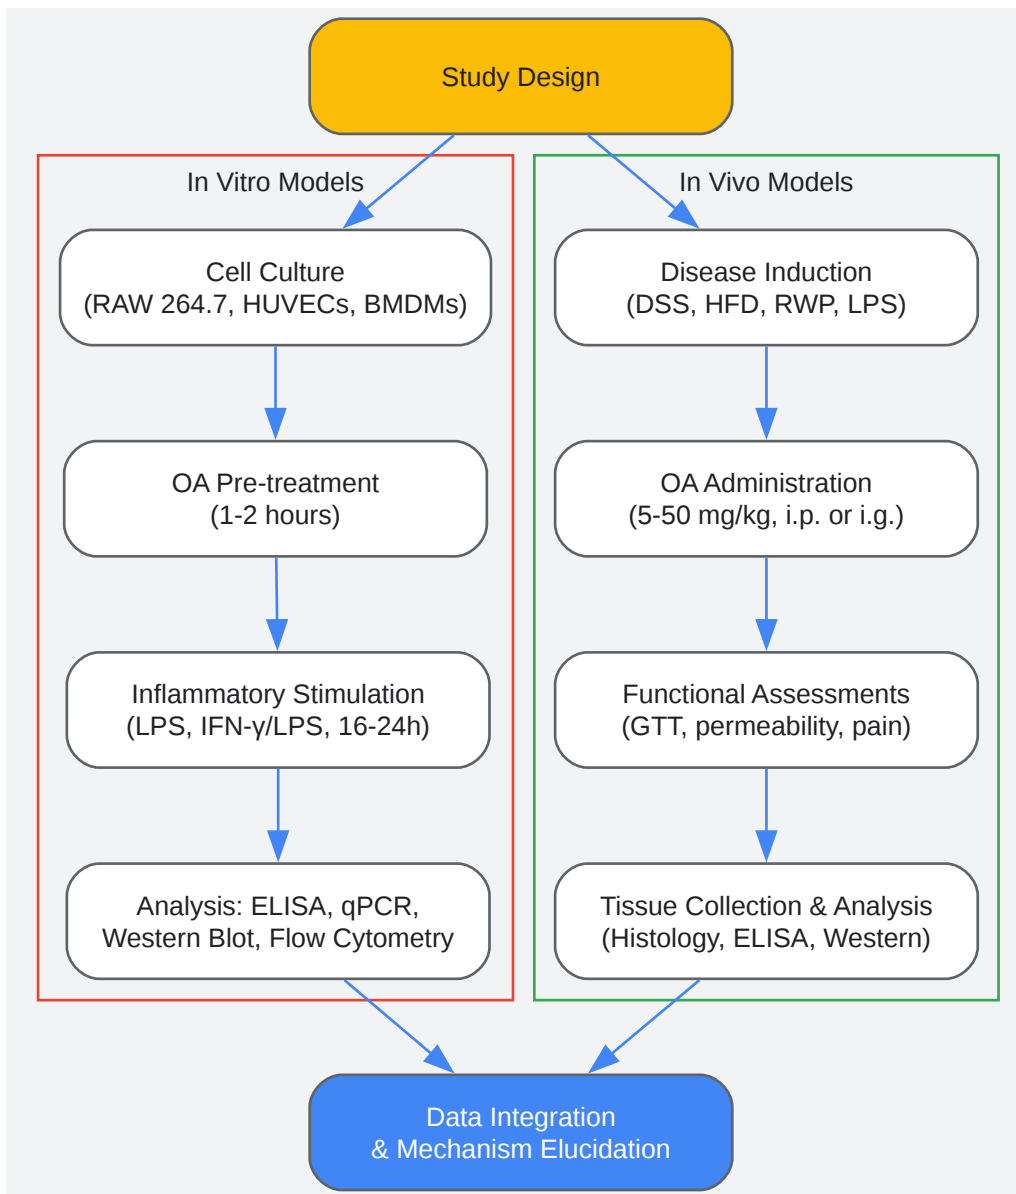 Study Design
In Vitro Models
Cell Culture
(RAW 264.7, HUVECs, BMDMs)
OA Pre-treatment
(1-2 hours)
Inflammatory Stimulation
(LPS, IFN-γ/LPS, 16-24h)
Analysis: ELISA, qPCR,
Western Blot, Flow Cytometry
In Vivo Models
Disease Induction
(DSS, HFD, RWP, LPS)
OA Administration
(5-50 mg/kg, i.p. or i.g.)
Functional Assessments
(GTT, permeability, pain)
Tissue Collection & Analysis
(Histology, ELISA, Western)
Data Integration
& Mechanism Elucidation